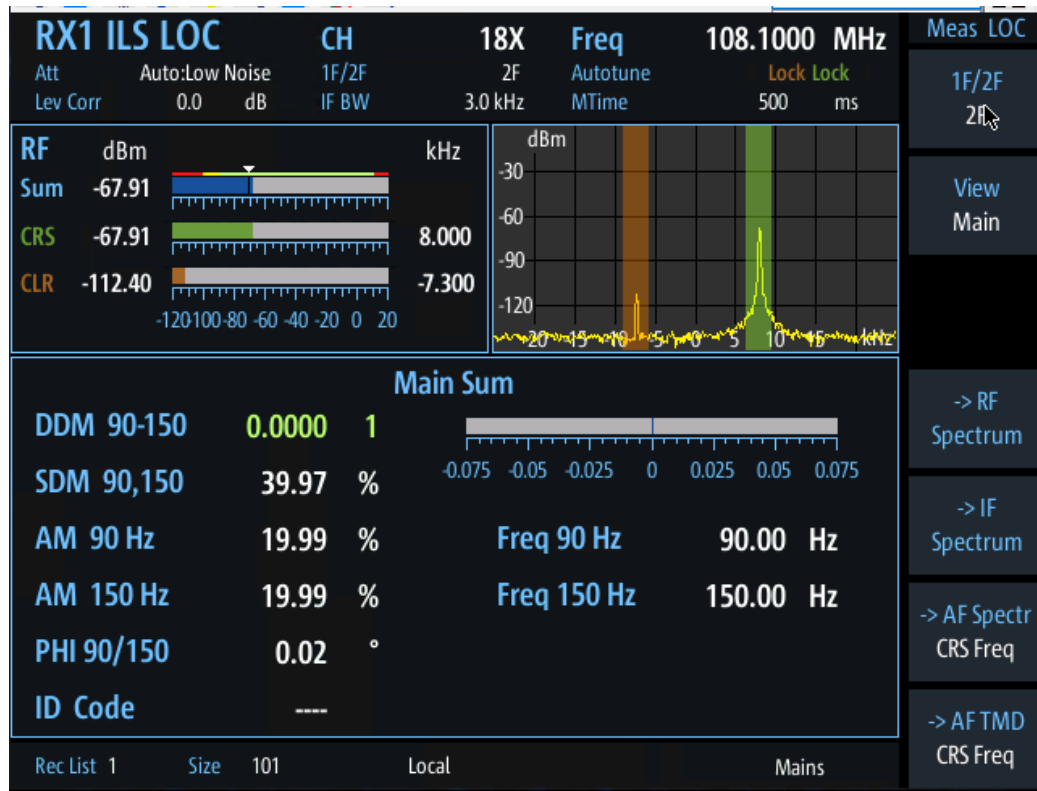 RX1 ILS LOC CH 18X Freq 108.1000 MHz
Att Auto:Low Noise 1F/2F 2F Autotune Lock Lock
Lev Corr 0.0 dB IF BW 3.0 kHz MTime 500 ms
RF dBm kHz
Sum -67.91
CRS -67.91 8.000
CLR -112.40 -7.300
-120 -100 -80 -60 -40 -20 0 20
dBm
-30
-60
-90
-120
-20 -15 -10 -5 0 5 10 15 kHz
Main Sum
DDM 90-150 0.0000 1
-0.075 -0.05 -0.025 0 0.025 0.05 0.075
SDM 90,150 39.97 %
AM 90 Hz 19.99 % Freq 90 Hz 90.00 Hz
AM 150 Hz 19.99 % Freq 150 Hz 150.00 Hz
PHI 90/150 0.02 °
ID Code ----
Rec List 1 Size 101 Local Mains
Meas LOC
1F/2F
2F
View
Main
-> RF
Spectrum
-> IF
Spectrum
-> AF Spectr
CRS Freq
-> AF TMD
CRS Freq